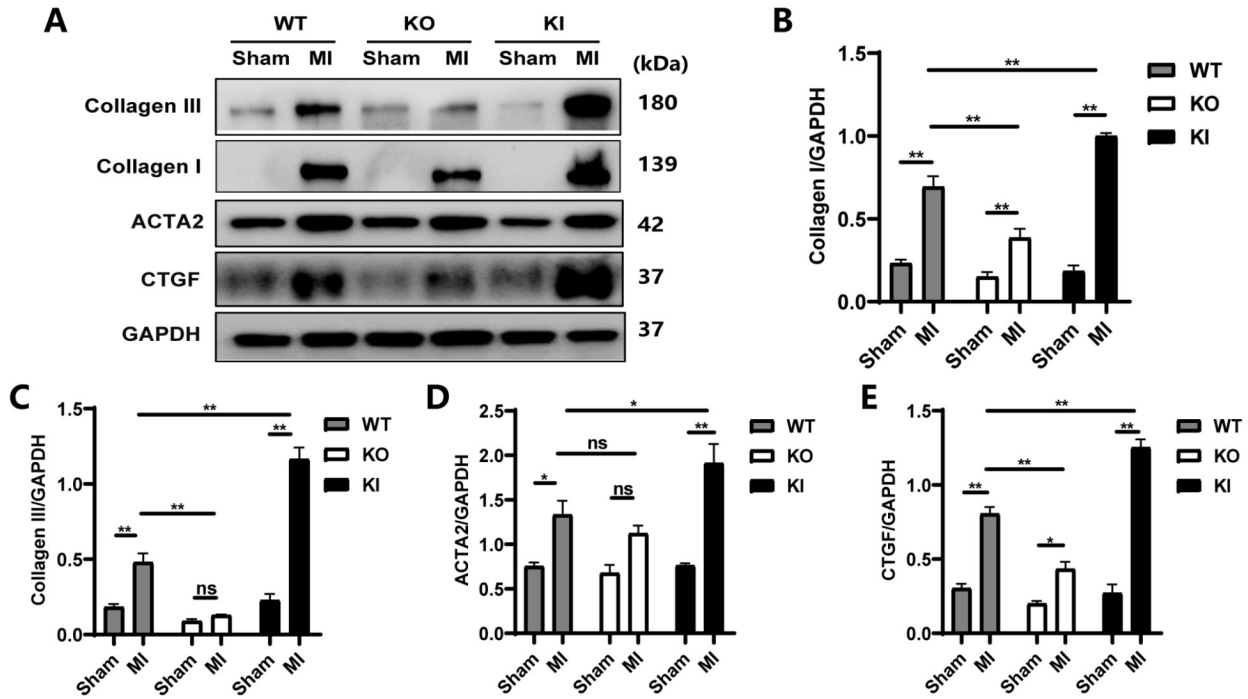 A
WT KO KI
Sham MI Sham MI Sham MI (kDa)
Collagen III 180
Collagen I 139
ACTA2 42
CTGF 37
GAPDH 37
B
Collagen I/GAPDH
1.5
1.0
0.5
0.0
** ** ** ** **
Sham MI Sham MI Sham MI
WT
KO
KI
C
Collagen III/GAPDH
1.5
1.0
0.5
0.0
** ** ** ns **
Sham MI Sham MI Sham MI
WT
KO
KI
D
ACTA2/GAPDH
2.5
2.0
1.5
1.0
0.5
0.0
* ns ** * ns
Sham MI Sham MI Sham MI
WT
KO
KI
E
CTGF/GAPDH
1.5
1.0
0.5
0.0
** ** ** ** *
Sham MI Sham MI Sham MI
WT
KO
KI